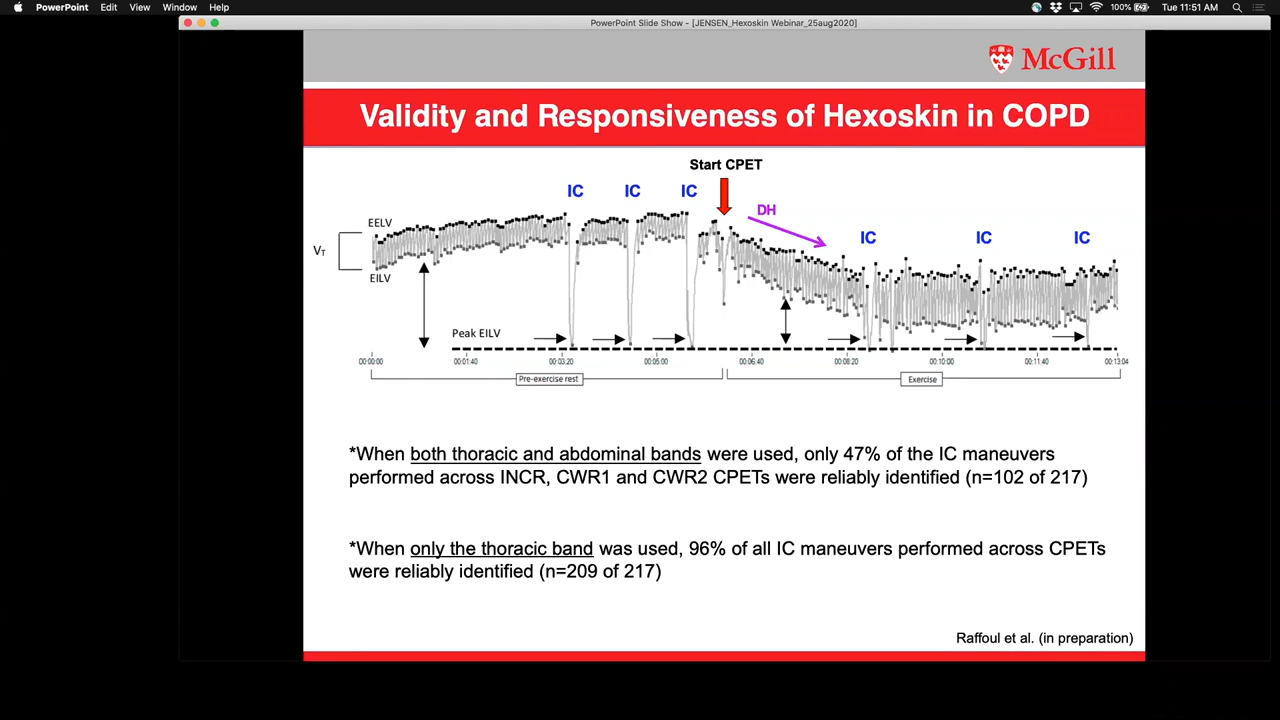 PowerPoint File Edit View Window Help 100% Tue 11:51 AM
PowerPoint Slide Show - [JENSEN_Hexoskin Webinar_25aug2020]
McGill
Validity and Responsiveness of Hexoskin in COPD
Start CPET
IC IC IC
DH
EELV
IC IC IC
VT
EILV
Peak EILV
00:00:00 00:01:40 00:03:20 00:05:00 00:06:40 00:08:20 00:10:00 00:11:40 00:13:04
Pre-exercise rest Exercise
*When both thoracic and abdominal bands were used, only 47% of the IC maneuvers
performed across INCR, CWR1 and CWR2 CPETs were reliably identified (n=102 of 217)
*When only the thoracic band was used, 96% of all IC maneuvers performed across CPETs
were reliably identified (n=209 of 217)
Raffoul et al. (in preparation)